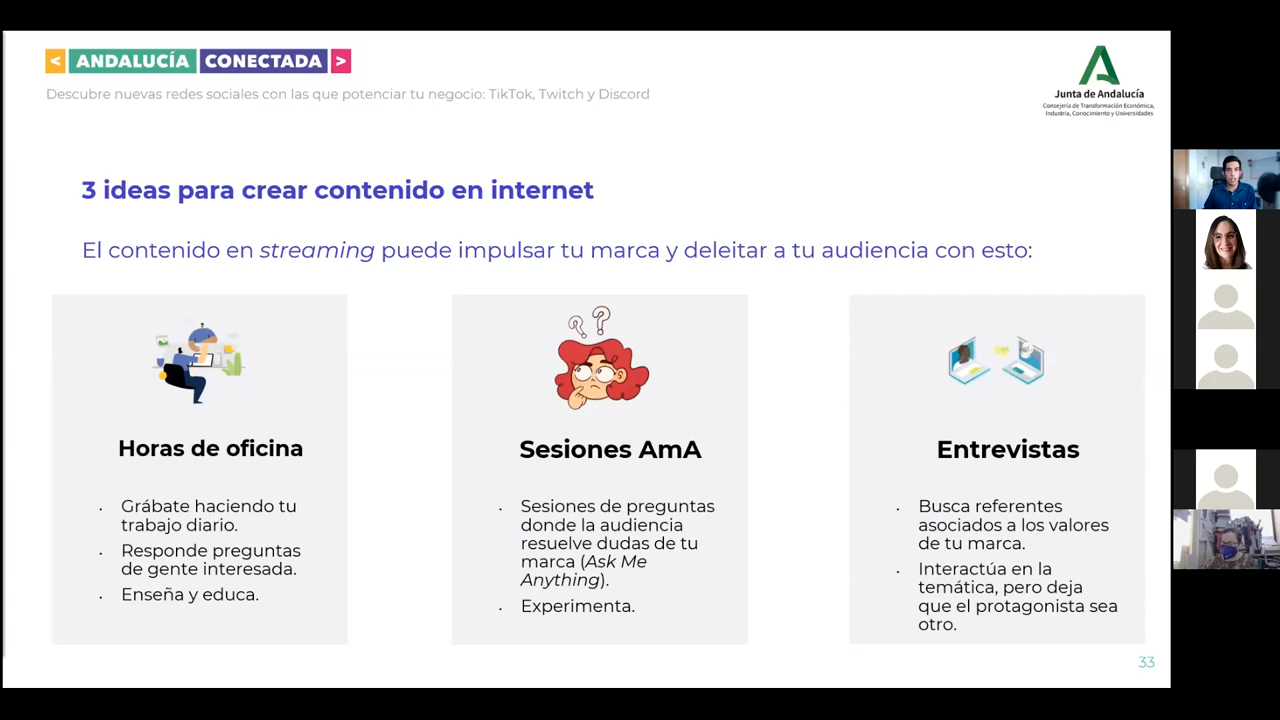 < ANDALUCÍA CONECTADA >
Descubre nuevas redes sociales con las que potenciar tu negocio: TikTok, Twitch y Discord
Junta de Andalucía
Consejería de Transformación Económica,
Industria, Conocimiento y Universidades
3 ideas para crear contenido en internet
El contenido en streaming puede impulsar tu marca y deleitar a tu audiencia con esto:
Horas de oficina
· Grábate haciendo tu
trabajo diario.
· Responde preguntas
de gente interesada.
· Enseña y educa.
Sesiones AmA
· Sesiones de preguntas
donde la audiencia
resuelve dudas de tu
marca (Ask Me
Anything).
· Experimenta.
Entrevistas
· Busca referentes
asociados a los valores
de tu marca.
· Interactúa en la
temática, pero deja
que el protagonista sea
otro.
33